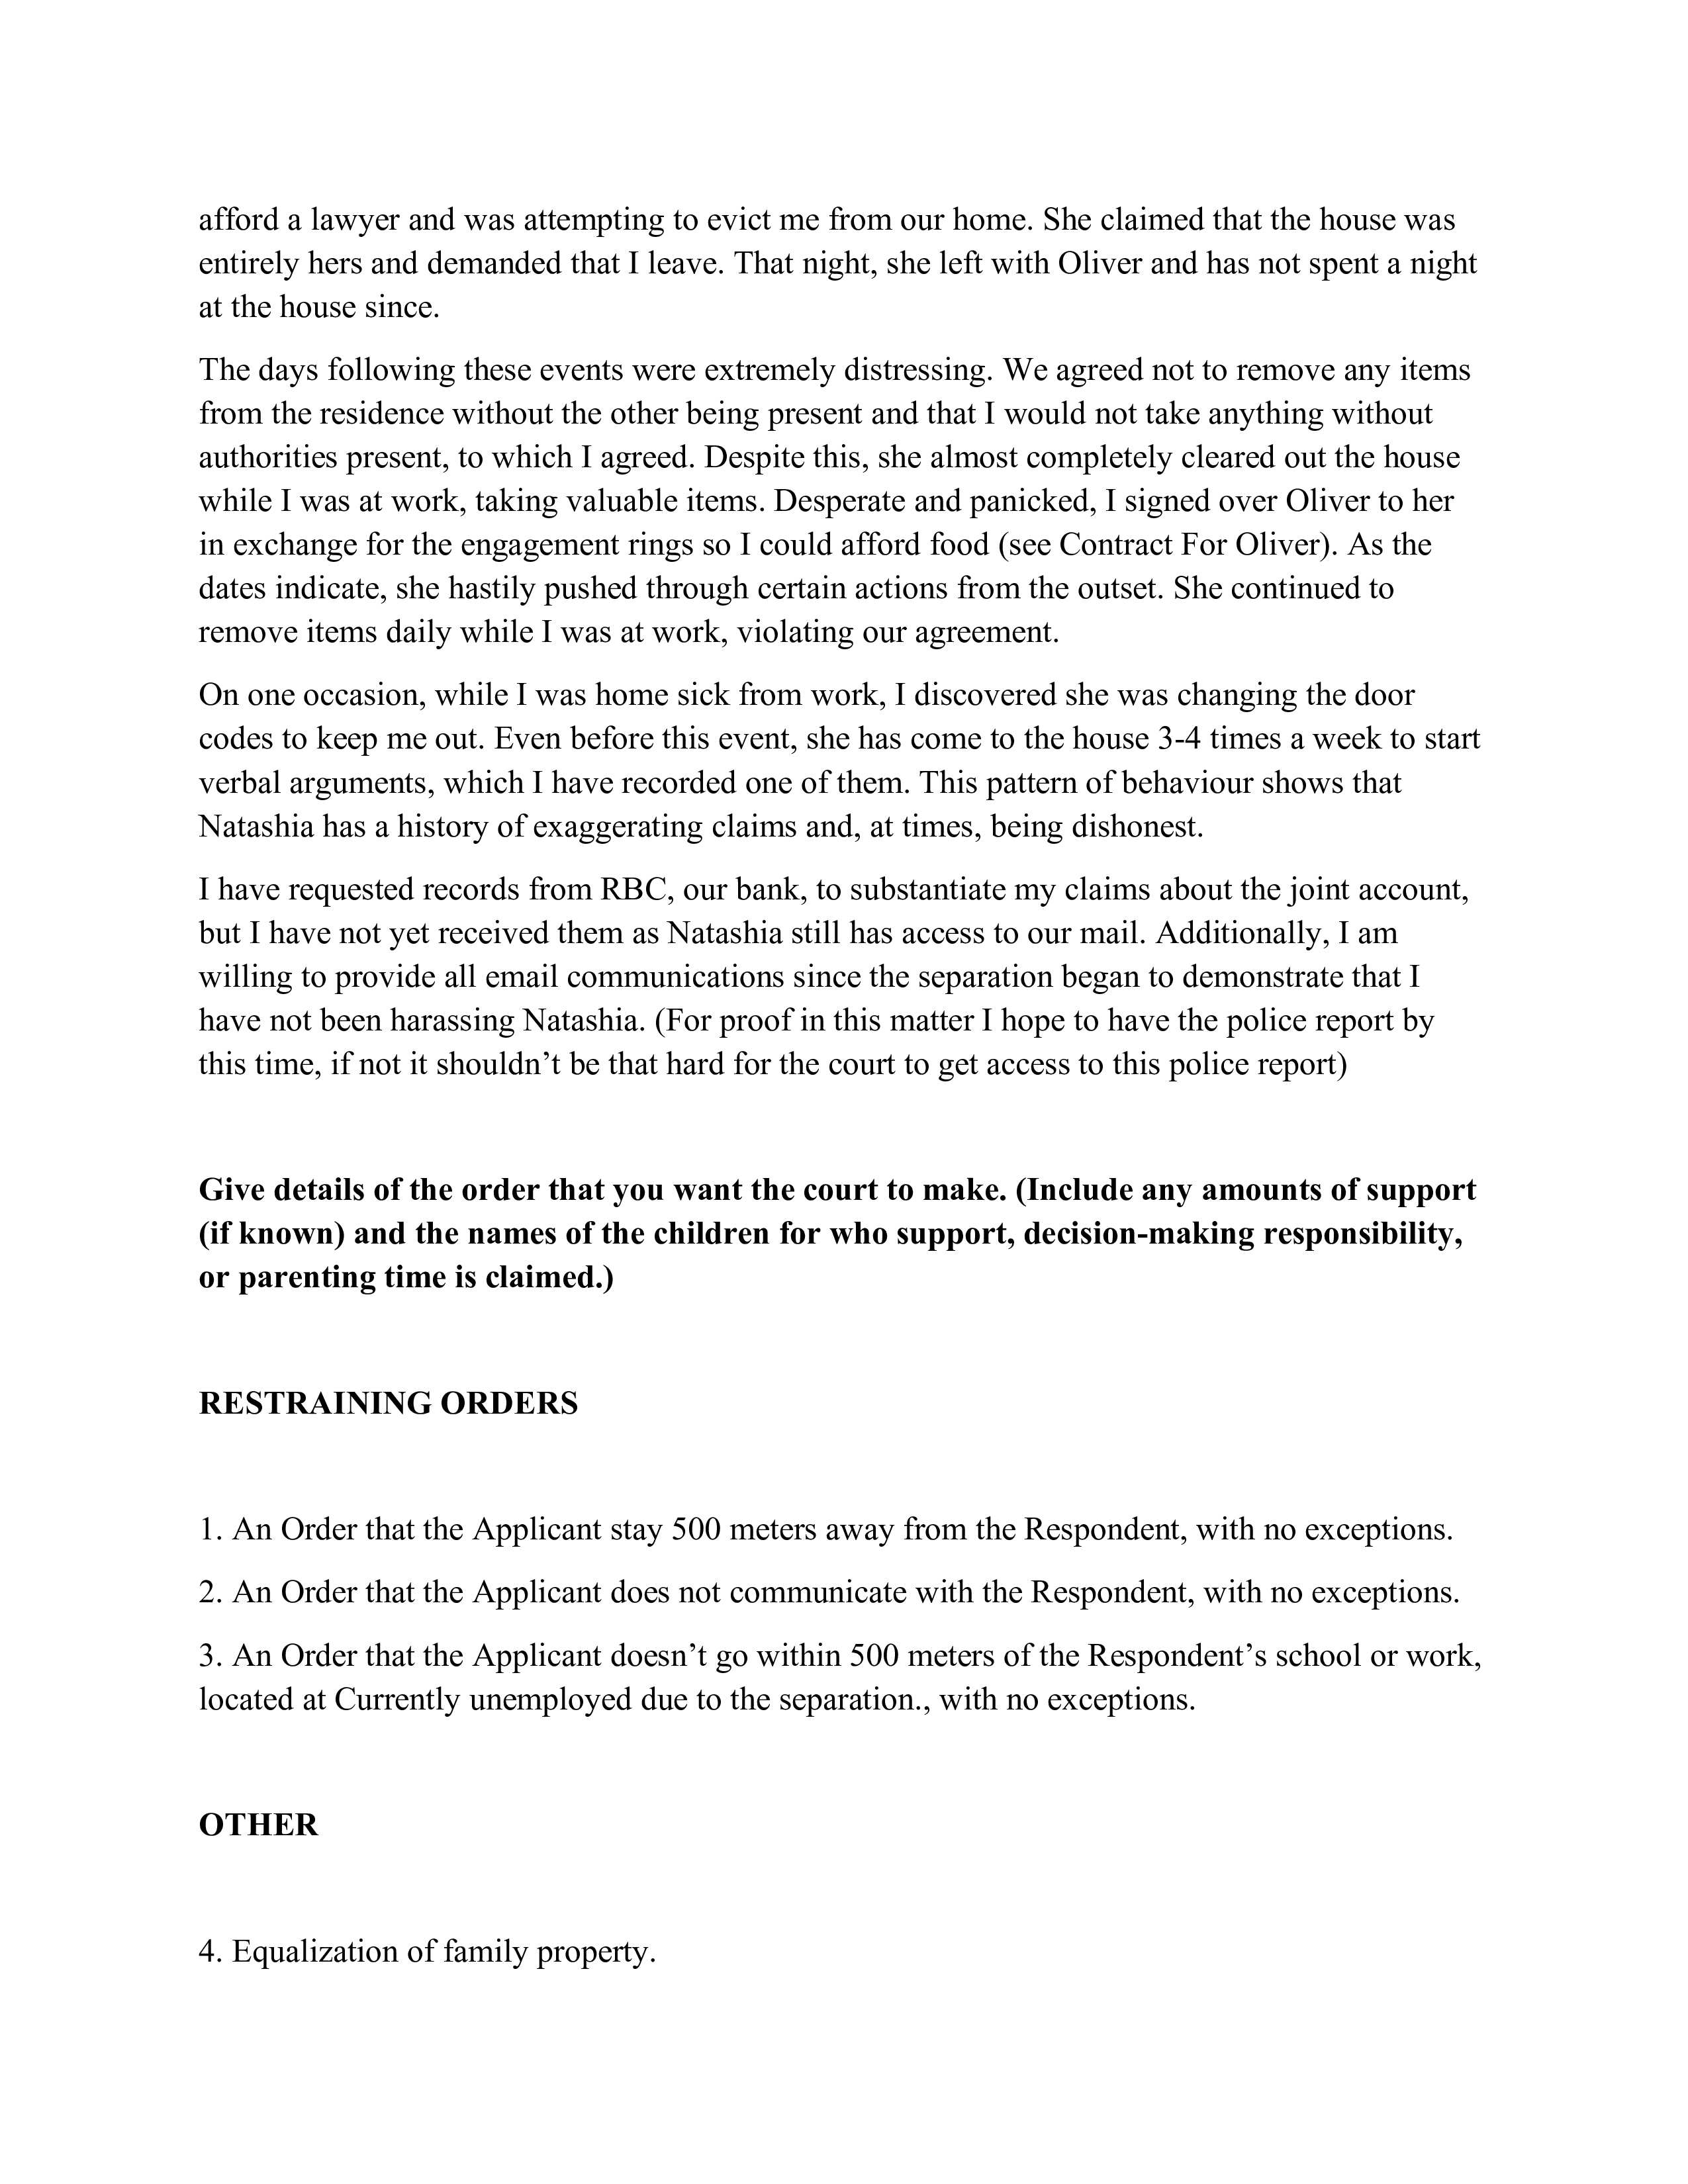 afford a lawyer and was attempting to evict me from our home. She claimed that the house was
entirely hers and demanded that I leave. That night, she left with Oliver and has not spent a night
at the house since.
The days following these events were extremely distressing. We agreed not to remove any items
from the residence without the other being present and that I would not take anything without
authorities present, to which I agreed. Despite this, she almost completely cleared out the house
while I was at work, taking valuable items. Desperate and panicked, I signed over Oliver to her
in exchange for the engagement rings so I could afford food (see Contract For Oliver). As the
dates indicate, she hastily pushed through certain actions from the outset. She continued to
remove items daily while I was at work, violating our agreement.
On one occasion, while I was home sick from work, I discovered she was changing the door
codes to keep me out. Even before this event, she has come to the house 3-4 times a week to start
verbal arguments, which I have recorded one of them. This pattern of behaviour shows that
Natashia has a history of exaggerating claims and, at times, being dishonest.
I have requested records from RBC, our bank, to substantiate my claims about the joint account,
but I have not yet received them as Natashia still has access to our mail. Additionally, I am
willing to provide all email communications since the separation began to demonstrate that I
have not been harassing Natashia. (For proof in this matter I hope to have the police report by
this time, if not it shouldn’t be that hard for the court to get access to this police report)
Give details of the order that you want the court to make. (Include any amounts of support
(if known) and the names of the children for who support, decision-making responsibility,
or parenting time is claimed.)
RESTRAINING ORDERS
1. An Order that the Applicant stay 500 meters away from the Respondent, with no exceptions.
2. An Order that the Applicant does not communicate with the Respondent, with no exceptions.
3. An Order that the Applicant doesn’t go within 500 meters of the Respondent’s school or work,
located at Currently unemployed due to the separation., with no exceptions.
OTHER
4. Equalization of family property.